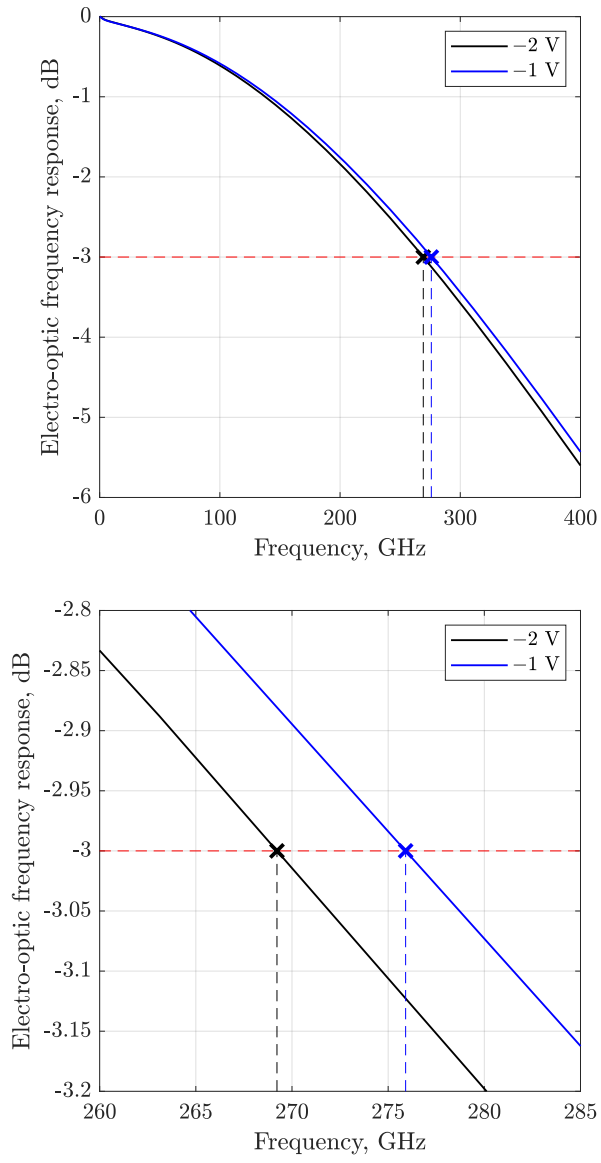 0
-1
-2
-3
-4
-5
-6
Electro-optic frequency response, dB
−2 V
−1 V
0 100 200 300 400
Frequency, GHz
-2.8
-2.85
-2.9
-2.95
-3
-3.05
-3.1
-3.15
-3.2
Electro-optic frequency response, dB
−2 V
−1 V
260 265 270 275 280 285
Frequency, GHz